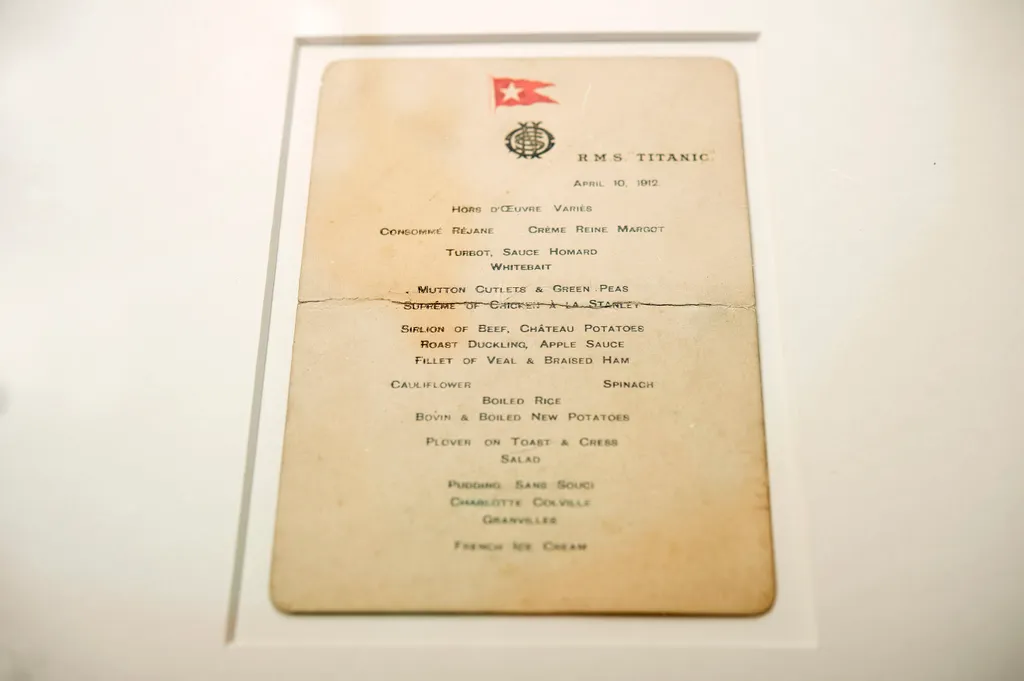 R.M.S. TITANIC.
APRIL 10, 1912.
HORS D'ŒUVRE VARIÉS
CONSOMMÉ RÉJANE CRÈME REINE MARGOT
TURBOT, SAUCE HOMARD
WHITEBAIT
MUTTON CUTLETS & GREEN PEAS
SUPRÊME OF CHICKEN À LA STANLEY
SIRLION OF BEEF, CHÂTEAU POTATOES
ROAST DUCKLING, APPLE SAUCE
FILLET OF VEAL & BRAISED HAM
CAULIFLOWER SPINACH
BOILED RICE
BOVIN & BOILED NEW POTATOES
PLOVER ON TOAST & CRESS
SALAD
PUDDING SANS SOUCI
CHARLOTTE COLVILLE
GRANVILLES
FRENCH ICE CREAM